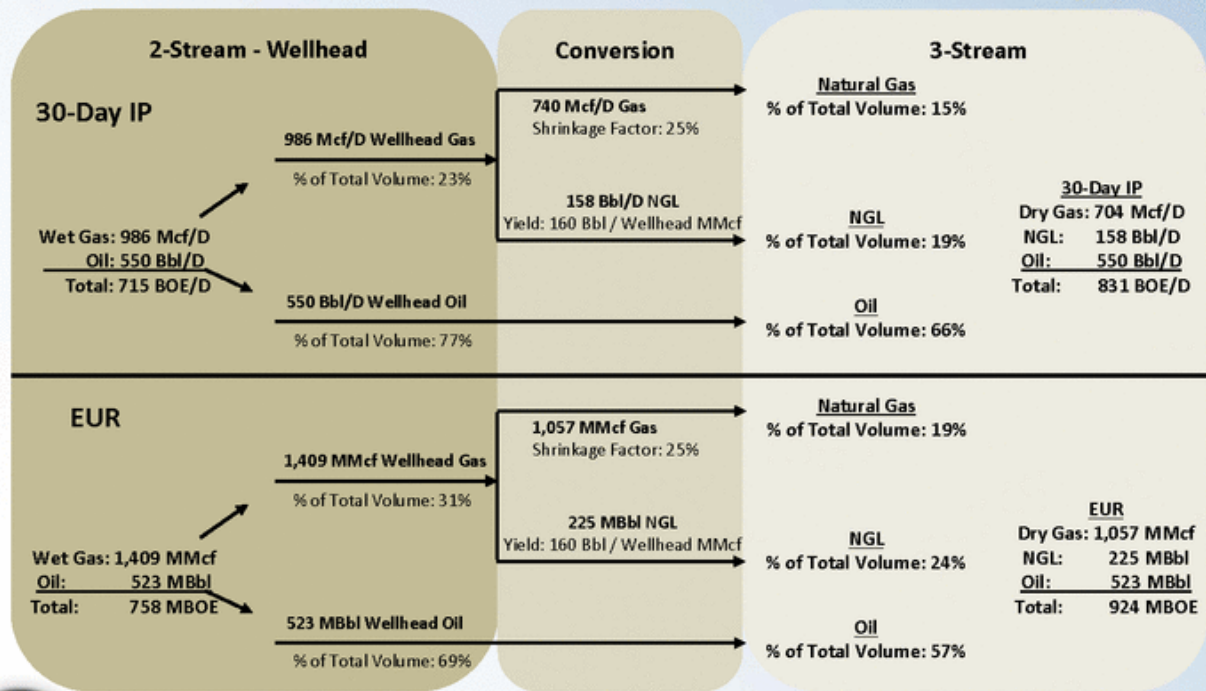 2-Stream - Wellhead
Conversion
3-Stream
30-Day IP
Wet Gas: 986 Mcf/D
Oil: 550 Bbl/D
Total: 715 BOE/D
986 Mcf/D Wellhead Gas
% of Total Volume: 23%
550 Bbl/D Wellhead Oil
% of Total Volume: 77%
740 Mcf/D Gas
Shrinkage Factor: 25%
158 Bbl/D NGL
Yield: 160 Bbl / Wellhead MMcf
Natural Gas
% of Total Volume: 15%
NGL
% of Total Volume: 19%
Oil
% of Total Volume: 66%
30-Day IP
Dry Gas: 704 Mcf/D
NGL: 158 Bbl/D
Oil: 550 Bbl/D
Total: 831 BOE/D
EUR
Wet Gas: 1,409 MMcf
Oil: 523 MBbl
Total: 758 MBOE
1,409 MMcf Wellhead Gas
% of Total Volume: 31%
523 MBbl Wellhead Oil
% of Total Volume: 69%
1,057 MMcf Gas
Shrinkage Factor: 25%
225 MBbl NGL
Yield: 160 Bbl / Wellhead MMcf
Natural Gas
% of Total Volume: 19%
NGL
% of Total Volume: 24%
Oil
% of Total Volume: 57%
EUR
Dry Gas: 1,057 MMcf
NGL: 225 MBbl
Oil: 523 MBbl
Total: 924 MBOE